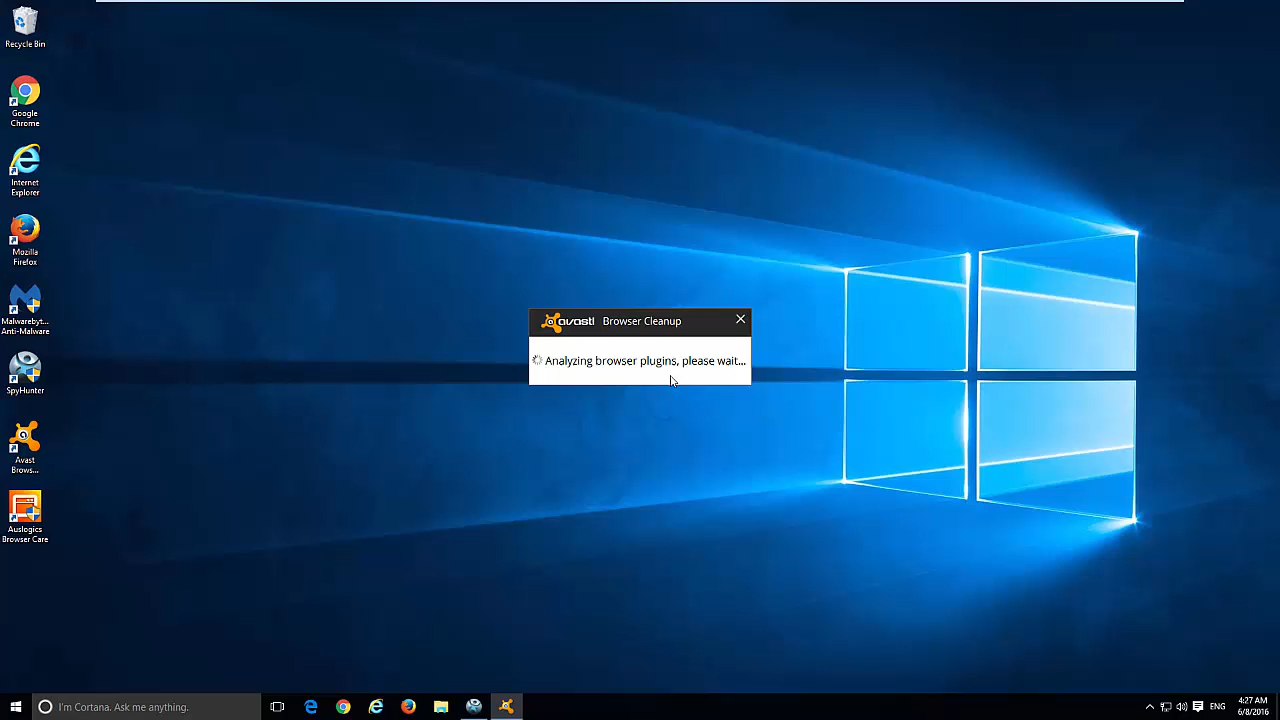 Recycle Bin
Google
Chrome
Internet
Explorer
Mozilla
Firefox
Malwarebyt...
Anti-Malware
SpyHunter
Avast
Brows...
Auslogics
Browser Care
avast! Browser Cleanup
Analyzing browser plugins, please wait...
I'm Cortana. Ask me anything.
ENG
4:27 AM
6/8/2016